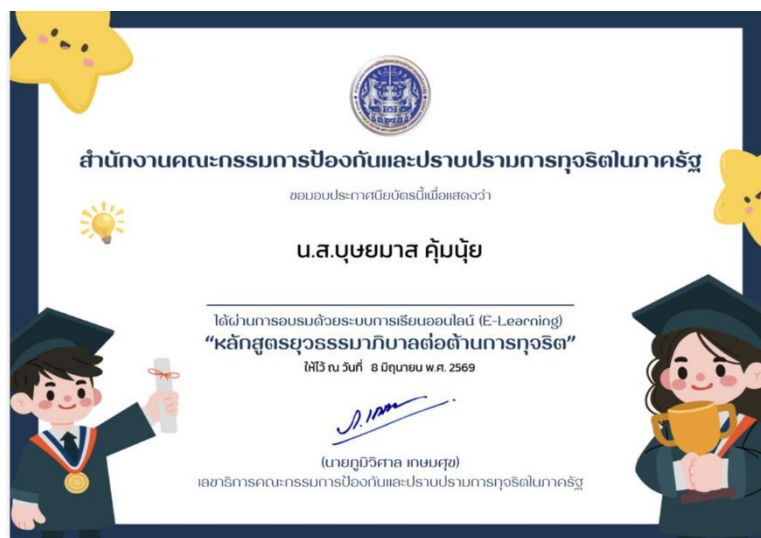 สำนักงานคณะกรรมการป้องกันและปราบปรามการทุจริตในภาครัฐ
ขอมอบประกาศนียบัตรนี้เพื่อแสดงว่า
น.ส.บุษยมาส คุ้มนุ้ย
ได้ผ่านการอบรมด้วยระบบการเรียนออนไลน์ (E-Learning)
“หลักสูตรยุวธรรมาภิบาลต่อต้านการทุจริต”
ให้ไว้ ณ วันที่ 8 มิถุนายน พ.ศ. 2569
(นายภูมิวิศาล เกษมศุข)
เลขาธิการคณะกรรมการป้องกันและปราบปรามการทุจริตในภาครัฐ